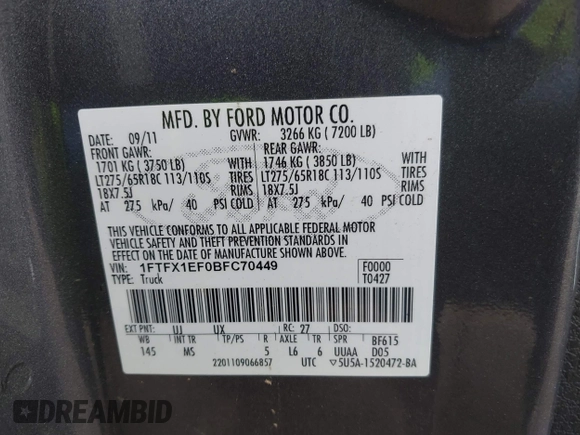 MFD. BY FORD MOTOR CO.
DATE: 09/11 GVWR: 3266 KG ( 7200 LB)
FRONT GAWR: REAR GAWR:
1701 KG ( 3750 LB) WITH 1746 KG ( 3850 LB) WITH
LT275/65R18C 113/110S TIRES LT275/65R18C 113/110S TIRES
18X7.5J RIMS 18X7.5J RIMS
AT 275 kPa/ 40 PSI COLD AT 275 kPa/ 40 PSI COLD
THIS VEHICLE CONFORMS TO ALL APPLICABLE FEDERAL MOTOR
VEHICLE SAFETY AND THEFT PREVENTION STANDARDS IN
EFFECT ON THE DATE OF MANUFACTURE SHOWN ABOVE.
VIN: 1FTFX1EF0BFC70449 F0000
TYPE: Truck T0427
EXT PNT: UJ UX RC: 27 DSO:
WB INT TR TP/PS R AXLE TR SPR BF615
145 MS 5 L6 6 UUAA D05
2201109066857 UTC ▽5U5A-1520472-BA
DREAMBID